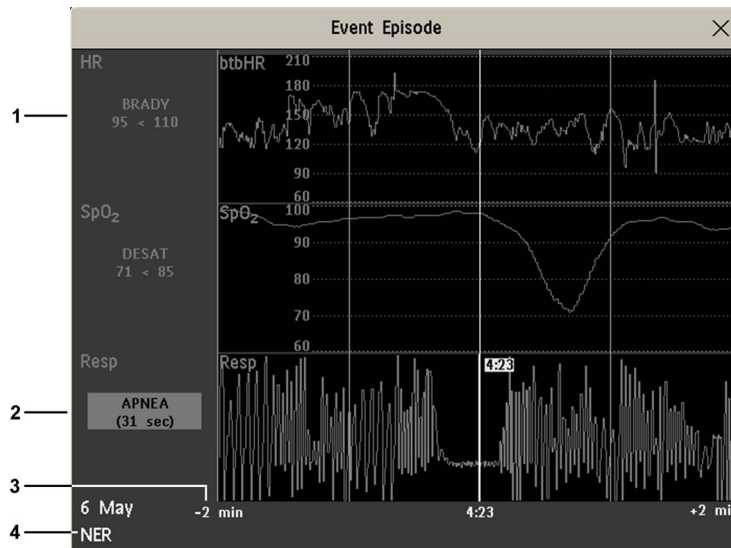 Event Episode
HR
BRADY
95 < 110
btbHR
210
180
150
120
90
60
1
SpO₂
DESAT
71 < 85
SpO₂
100
90
80
70
60
Resp
APNEA
(31 sec)
Resp
4:23
2
3
6 May
-2 min
4:23
+2 mi
4
NER